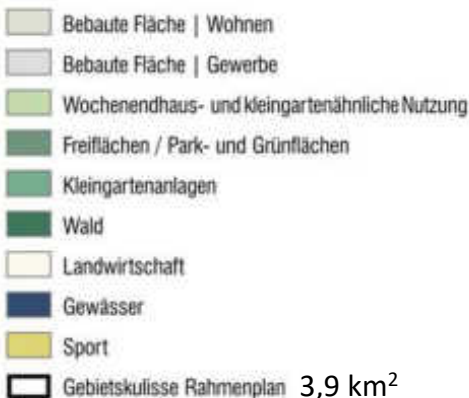 Bebaute Fläche | Wohnen
Bebaute Fläche | Gewerbe
Wochenendhaus- und kleingartenähnliche Nutzung
Freiflächen / Park- und Grünflächen
Kleingartenanlagen
Wald
Landwirtschaft
Gewässer
Sport
Gebietskulisse Rahmenplan 3,9 km²